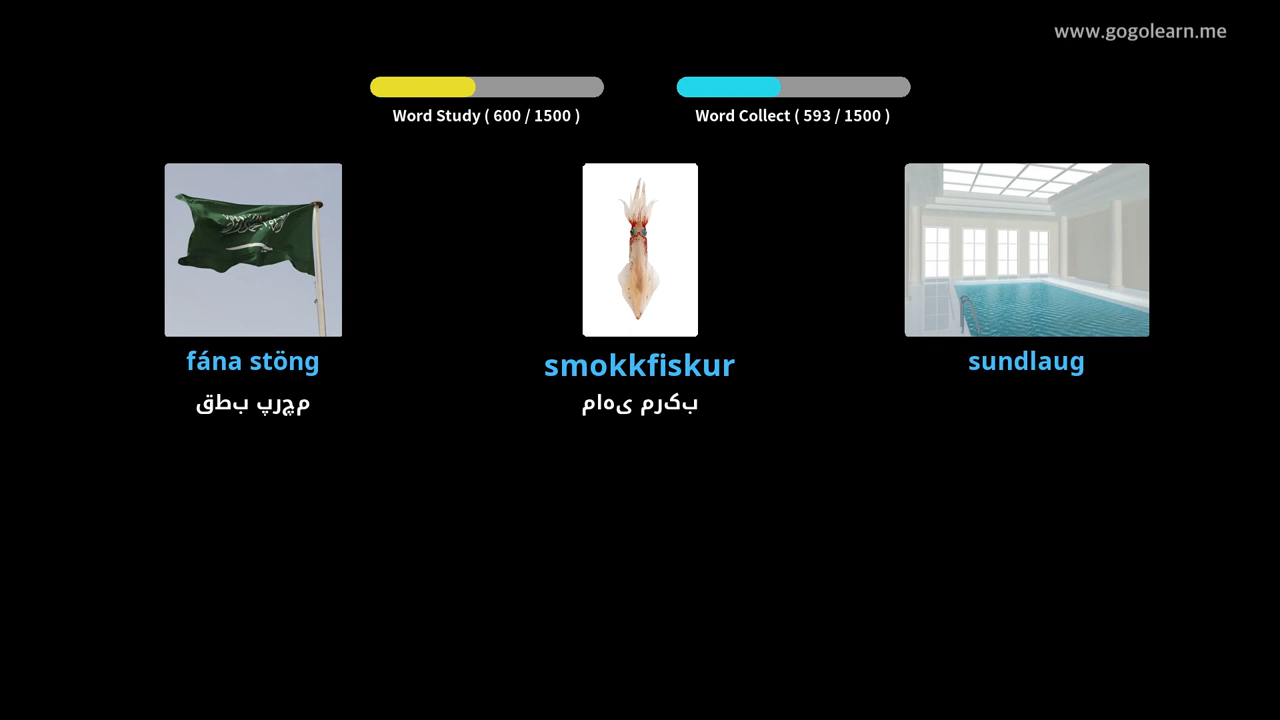 www.gogolearn.me
Word Study ( 600 / 1500 )
Word Collect ( 593 / 1500 )
fána stöng
smokkfiskur
sundlaug
مچرپ بطق
بکرم یهام